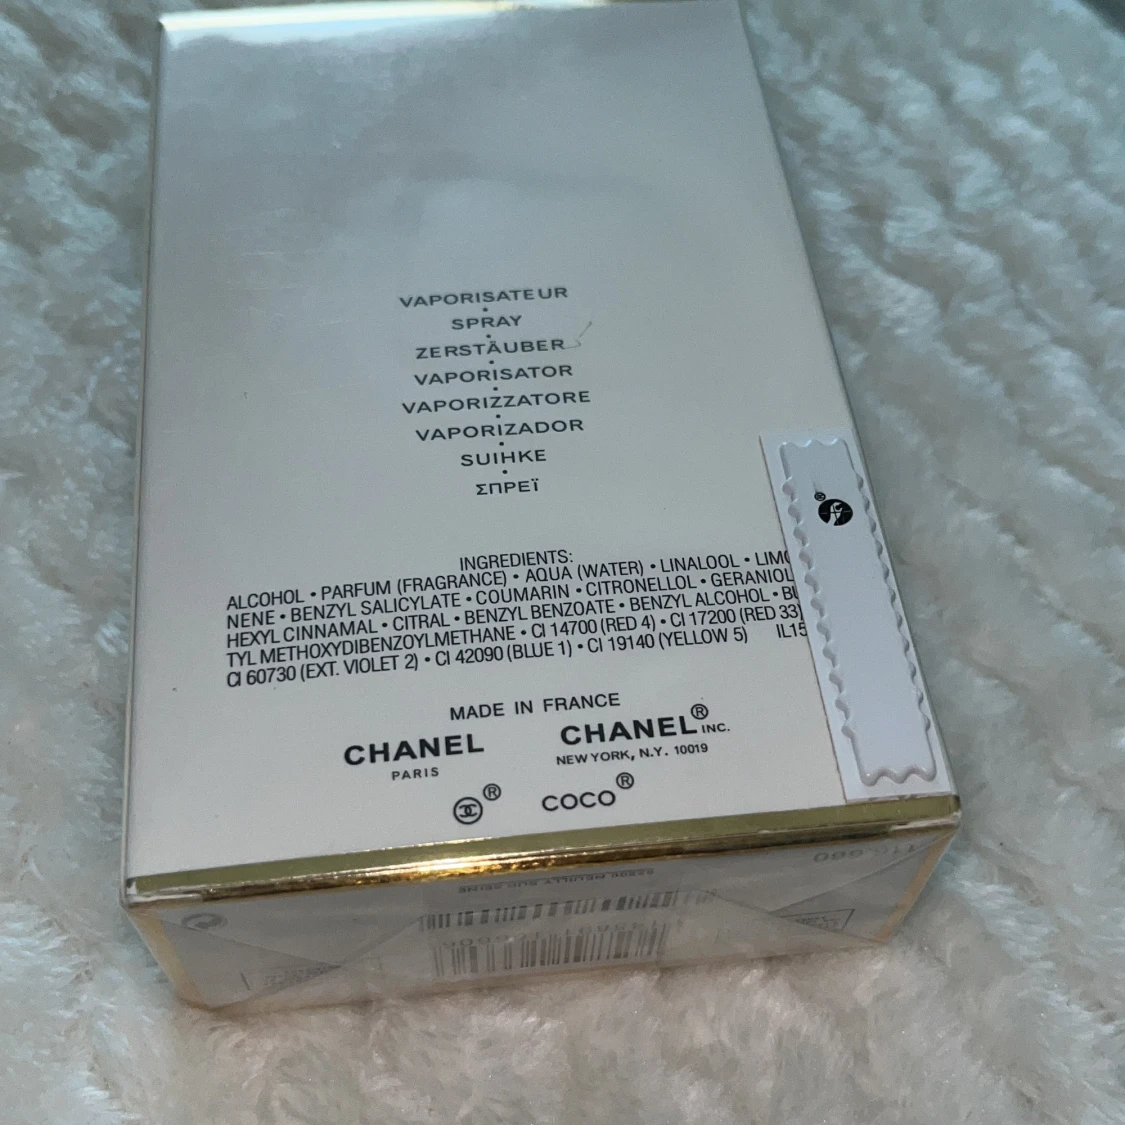 VAPORISATEUR
•
SPRAY
•
ZERSTÄUBER
•
VAPORISATOR
•
VAPORIZZATORE
•
VAPORIZADOR
•
SUIHKE
•
ΣΠΡΕΪ
INGREDIENTS:
ALCOHOL • PARFUM (FRAGRANCE) • AQUA (WATER) • LINALOOL • LIMO
NENE • BENZYL SALICYLATE • COUMARIN • CITRONELLOL • GERANIOL
HEXYL CINNAMAL • CITRAL • BENZYL BENZOATE • BENZYL ALCOHOL • BU
TYL METHOXYDIBENZOYLMETHANE • CI 14700 (RED 4) • CI 17200 (RED 33)
CI 60730 (EXT. VIOLET 2) • CI 42090 (BLUE 1) • CI 19140 (YELLOW 5) IL15
MADE IN FRANCE
CHANEL CHANEL® INC.
PARIS NEW YORK, N.Y. 10019
® COCO®